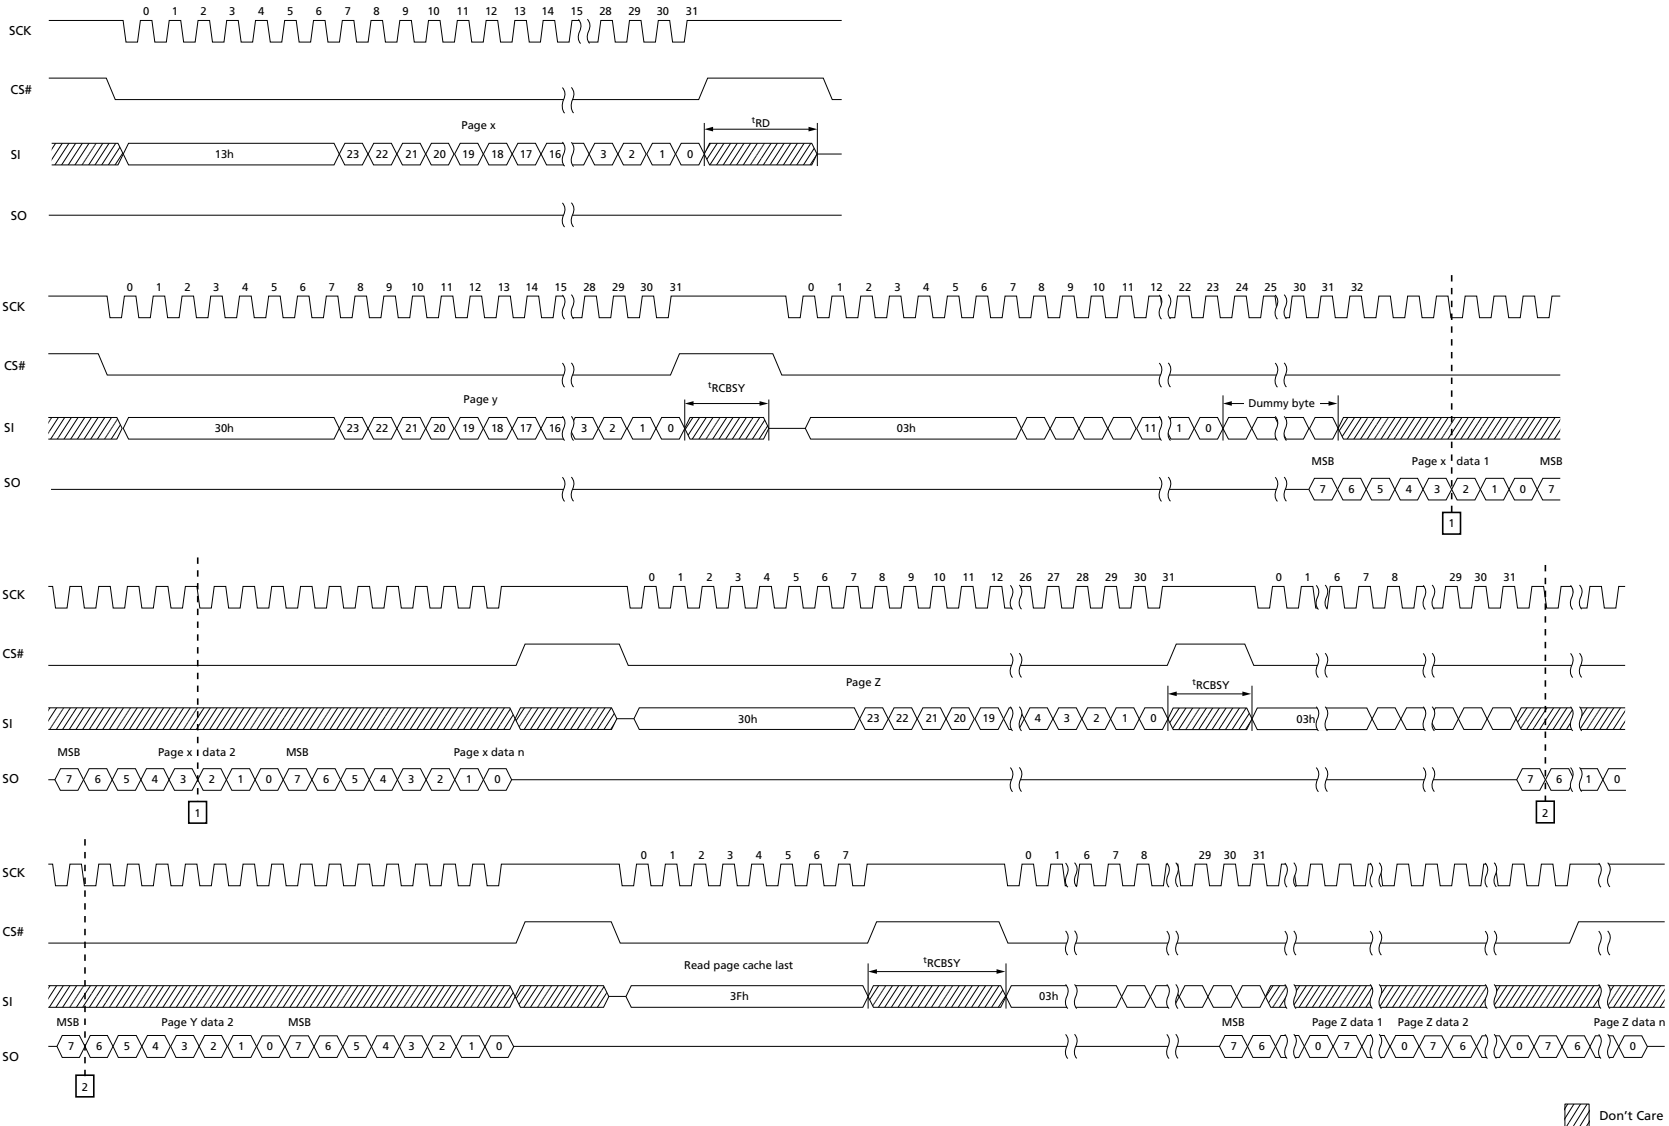 0 1 2 3 4 5 6 7 8 9 10 11 12 13 14 15 28 29 30 31
SCK
CS#
Page x
tRD
SI 13h 23 22 21 20 19 18 17 16 3 2 1 0
SO
0 1 2 3 4 5 6 7 8 9 10 11 12 13 14 15 28 29 30 31 0 1 2 3 4 5 6 7 8 9 10 11 12 22 23 24 25 30 31 32
SCK
CS#
Page y
tRCBSY
Dummy byte
SI 30h 23 22 21 20 19 18 17 16 3 2 1 0 03h 11 1 0
MSB Page x data 1 MSB
SO 7 6 5 4 3 2 1 0 7
1
0 1 2 3 4 5 6 7 8 9 10 11 12 26 27 28 29 30 31 0 1 6 7 8 29 30 31
SCK
CS#
Page Z
tRCBSY
SI 30h 23 22 21 20 19 4 3 2 1 0 03h
MSB Page x data 2 MSB Page x data n
SO 7 6 5 4 3 2 1 0 7 6 5 4 3 2 1 0 7 6 1 0
1 2
0 1 2 3 4 5 6 7 0 1 6 7 8 29 30 31
SCK
CS#
Read page cache last
tRCBSY
SI 3Fh 03h
MSB Page Y data 2 MSB MSB Page Z data 1 Page Z data 2 Page Z data n
SO 7 6 5 4 3 2 1 0 7 6 5 4 3 2 1 0 7 6 0 7 0 7 6 0 7 6 0
2
Don't Care